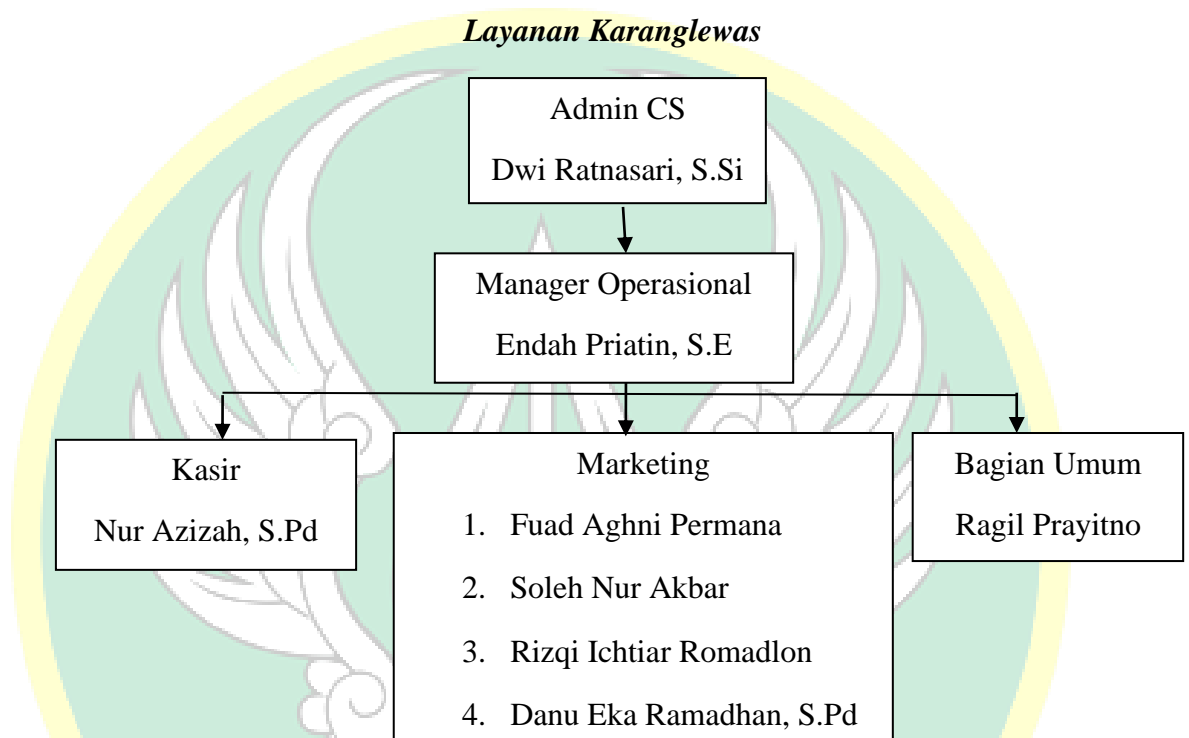 Layanan Karanglewas
Admin CS
Dwi Ratnasari, S.Si
Manager Operasional
Endah Priatin, S.E
Kasir
Nur Azizah, S.Pd
Marketing
1. Fuad Aghni Permana
2. Soleh Nur Akbar
3. Rizqi Ichtiar Romadlon
4. Danu Eka Ramadhan, S.Pd
Bagian Umum
Ragil Prayitno